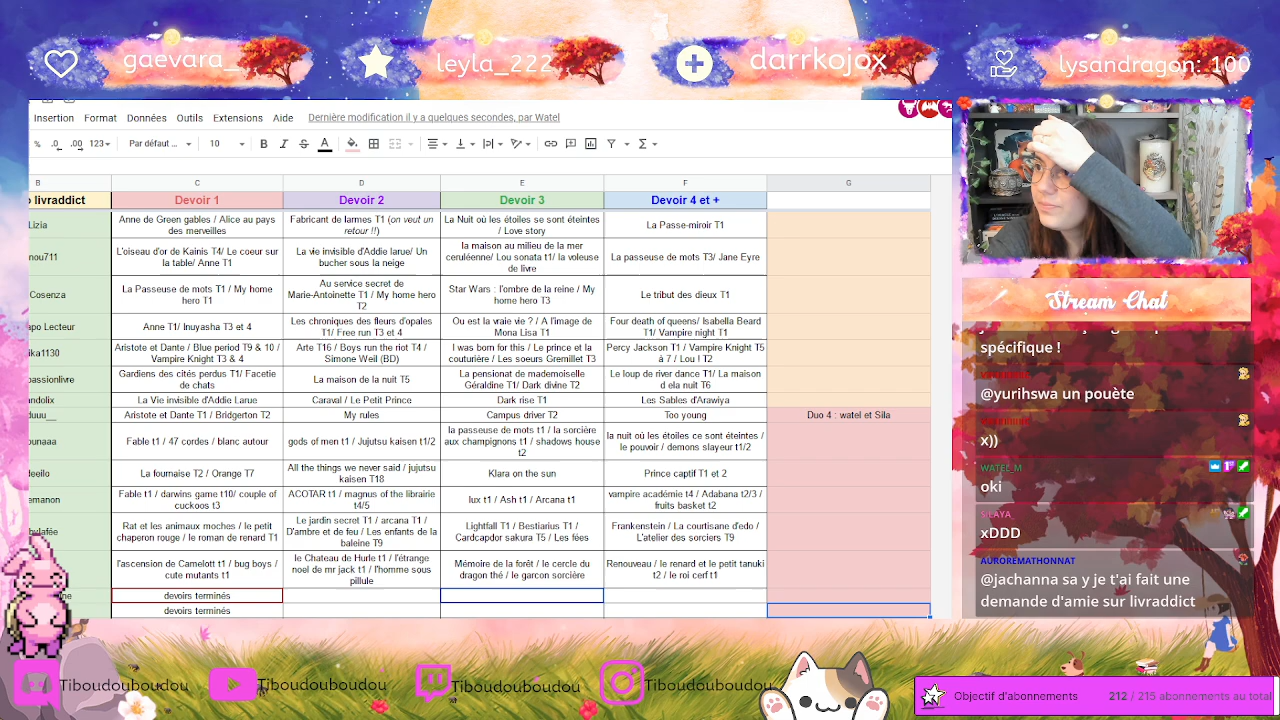 gaevara_
leyla_222
darrkojox
lysandragon: 100
Insertion Format Données Outils Extensions Aide
modification il y a quelques secondes, par Watel
% .0 .00 123 Par défaut ... 10 B I S A
B C D E F G
livraddict Devoir 1 Devoir 2 Devoir 3 Devoir 4 et +
Lizia
Anne de Green gables / Alice au pays
des merveilles
Fabricant de larmes T1 (on veut un
retour !!)
La Nuit où les étoiles se sont éteintes
/ Love story
La Passe-miroir T1
nou711
L'oiseau d'or de Kainis T4/ Le coeur sur
la table/ Anne T1
La vie invisible d'Addie larue/ Un
bucher sous la neige
la maison au milieu de la mer
ceruléenne/ Lou sonata t1/ la voleuse
de livre
La passeuse de mots T3/ Jane Eyre
Cosenza
La Passeuse de mots T1 / My home
hero T1
Au service secret de
Marie-Antoinette T1 / My home hero
T2
Star Wars : l'ombre de la reine / My
home hero T3
Le tribut des dieux T1
apo Lecteur
Anne T1/ Inuyasha T3 et 4
Les chroniques des fleurs d'opales
T1/ Free run T3 et 4
Ou est la vraie vie ? / A l'image de
Mona Lisa T1
Four death of queens/ Isabella Beard
T1/ Vampire night T1
ika1130
Aristote et Dante / Blue period T9 & 10 /
Vampire Knight T3 & 4
Arte T16 / Boys run the riot T4 /
Simone Weil (BD)
I was born for this / Le prince et la
couturière / Les soeurs Gremillet T3
Percy Jackson T1 / Vampire Knight T5
à 7 / Lou ! T2
passionlivre
Gardiens des cités perdus T1/ Facetie
de chats
La maison de la nuit T5
La pensionat de mademoiselle
Géraldine T1/ Dark divine T2
Le loup de river dance T1/ La maison
d ela nuit T6
andolix
La Vie invisible d'Addie Larue
Caraval / Le Petit Prince
Dark rise T1
Les Sables d'Arawiya
duuu__
Aristote et Dante T1 / Bridgerton T2
My rules
Campus driver T2
Too young
Duo 4 : watel et Sila
ounaaa
Fable t1 / 47 cordes / blanc autour
gods of men t1 / Jujutsu kaisen t1/2
la passeuse de mots t1 / la sorcière
aux champignons t1 / shadows house
t2
la nuit où les étoiles ce sont éteintes /
le pouvoir / demons slayeur t1/2
leeilo
La fournaise T2 / Orange T7
All the things we never said / jujutsu
kaisen T18
Klara on the sun
Prince captif T1 et 2
emanon
Fable t1 / darwins game t10/ couple of
cuckoos t3
ACOTAR t1 / magnus of the librairie
t4/5
lux t1 / Ash t1 / Arcana t1
vampire académie t4 / Adabana t2/3 /
fruits basket t2
lafée
Rat et les animaux moches / le petit
chaperon rouge / le roman de renard T1
Le jardin secret T1 / arcana T1 /
D'ambre et de feu / Les enfants de la
baleine T9
Lightfall T1 / Bestiarius T1 /
Cardcapdor sakura T5 / Les fées
Frankenstein / La courtisane d'edo /
L'atelier des sorciers T9
l'ascension de Camelott t1 / bug boys /
cute mutants t1
le Chateau de Hurle t1 / l'étrange
noel de mr jack t1 / l'homme sous
pillule
Mémoire de la forêt / le cercle du
dragon thé / le garcon sorcière
Renouveau / le renard et le petit tanuki
t2 / le roi cerf t1
ne
devoirs terminés
devoirs terminés
Stream Chat
spécifique !
@yurihswa un pouète
x))
WATEL_M
oki
SILAYA_
xDDD
AUROREMATHONNAT
@jachanna sa y je t'ai fait une
demande d'amie sur livraddict
Tiboudouboudou
Tiboudouboudou
Tiboudouboudou
Tiboudouboudou
Objectif d'abonnements 212 / 215 abonnements au total